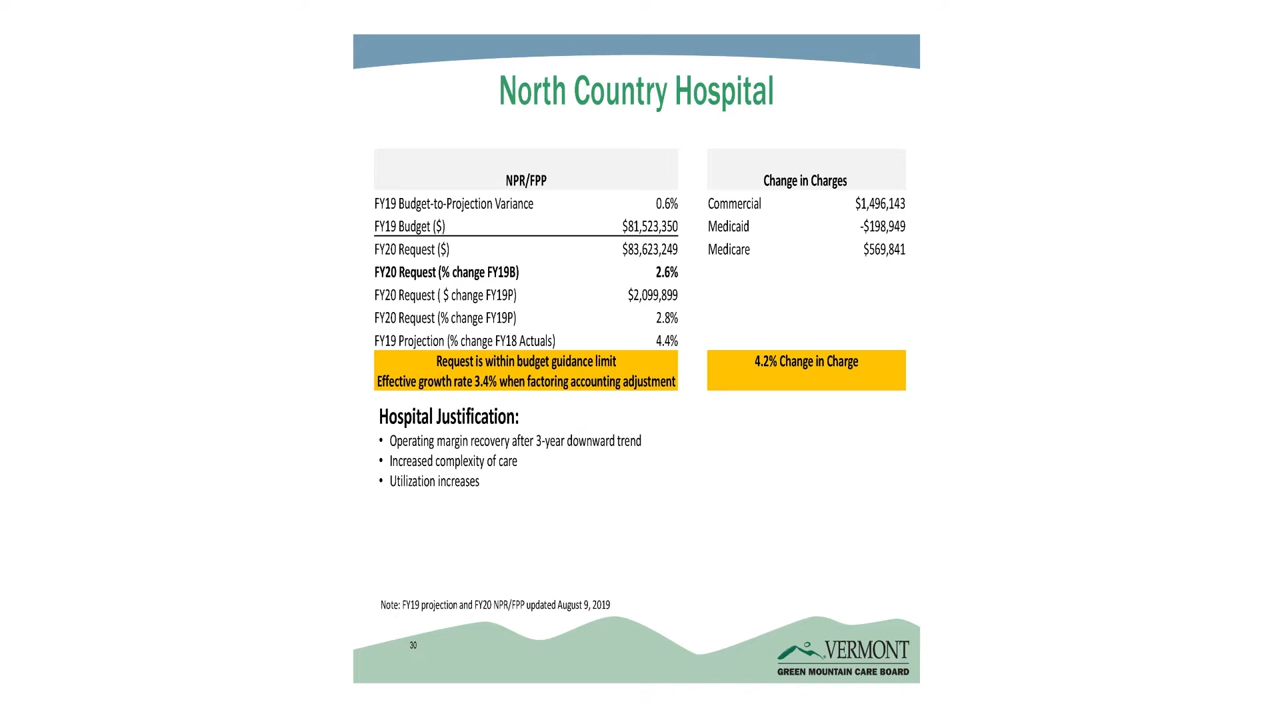 North Country Hospital
NPR/FPP
FY19 Budget-to-Projection Variance 0.6%
FY19 Budget ($) $81,523,350
FY20 Request ($) $83,623,249
FY20 Request (% change FY19B) 2.6%
FY20 Request ( $ change FY19P) $2,099,899
FY20 Request (% change FY19P) 2.8%
FY19 Projection (% change FY18 Actuals) 4.4%
Request is within budget guidance limit
Effective growth rate 3.4% when factoring accounting adjustment
Change in Charges
Commercial $1,496,143
Medicaid -$198,949
Medicare $569,841
4.2% Change in Charge
Hospital Justification:
• Operating margin recovery after 3-year downward trend
• Increased complexity of care
• Utilization increases
Note: FY19 projection and FY20 NPR/FPP updated August 9, 2019
30
VERMONT
GREEN MOUNTAIN CARE BOARD